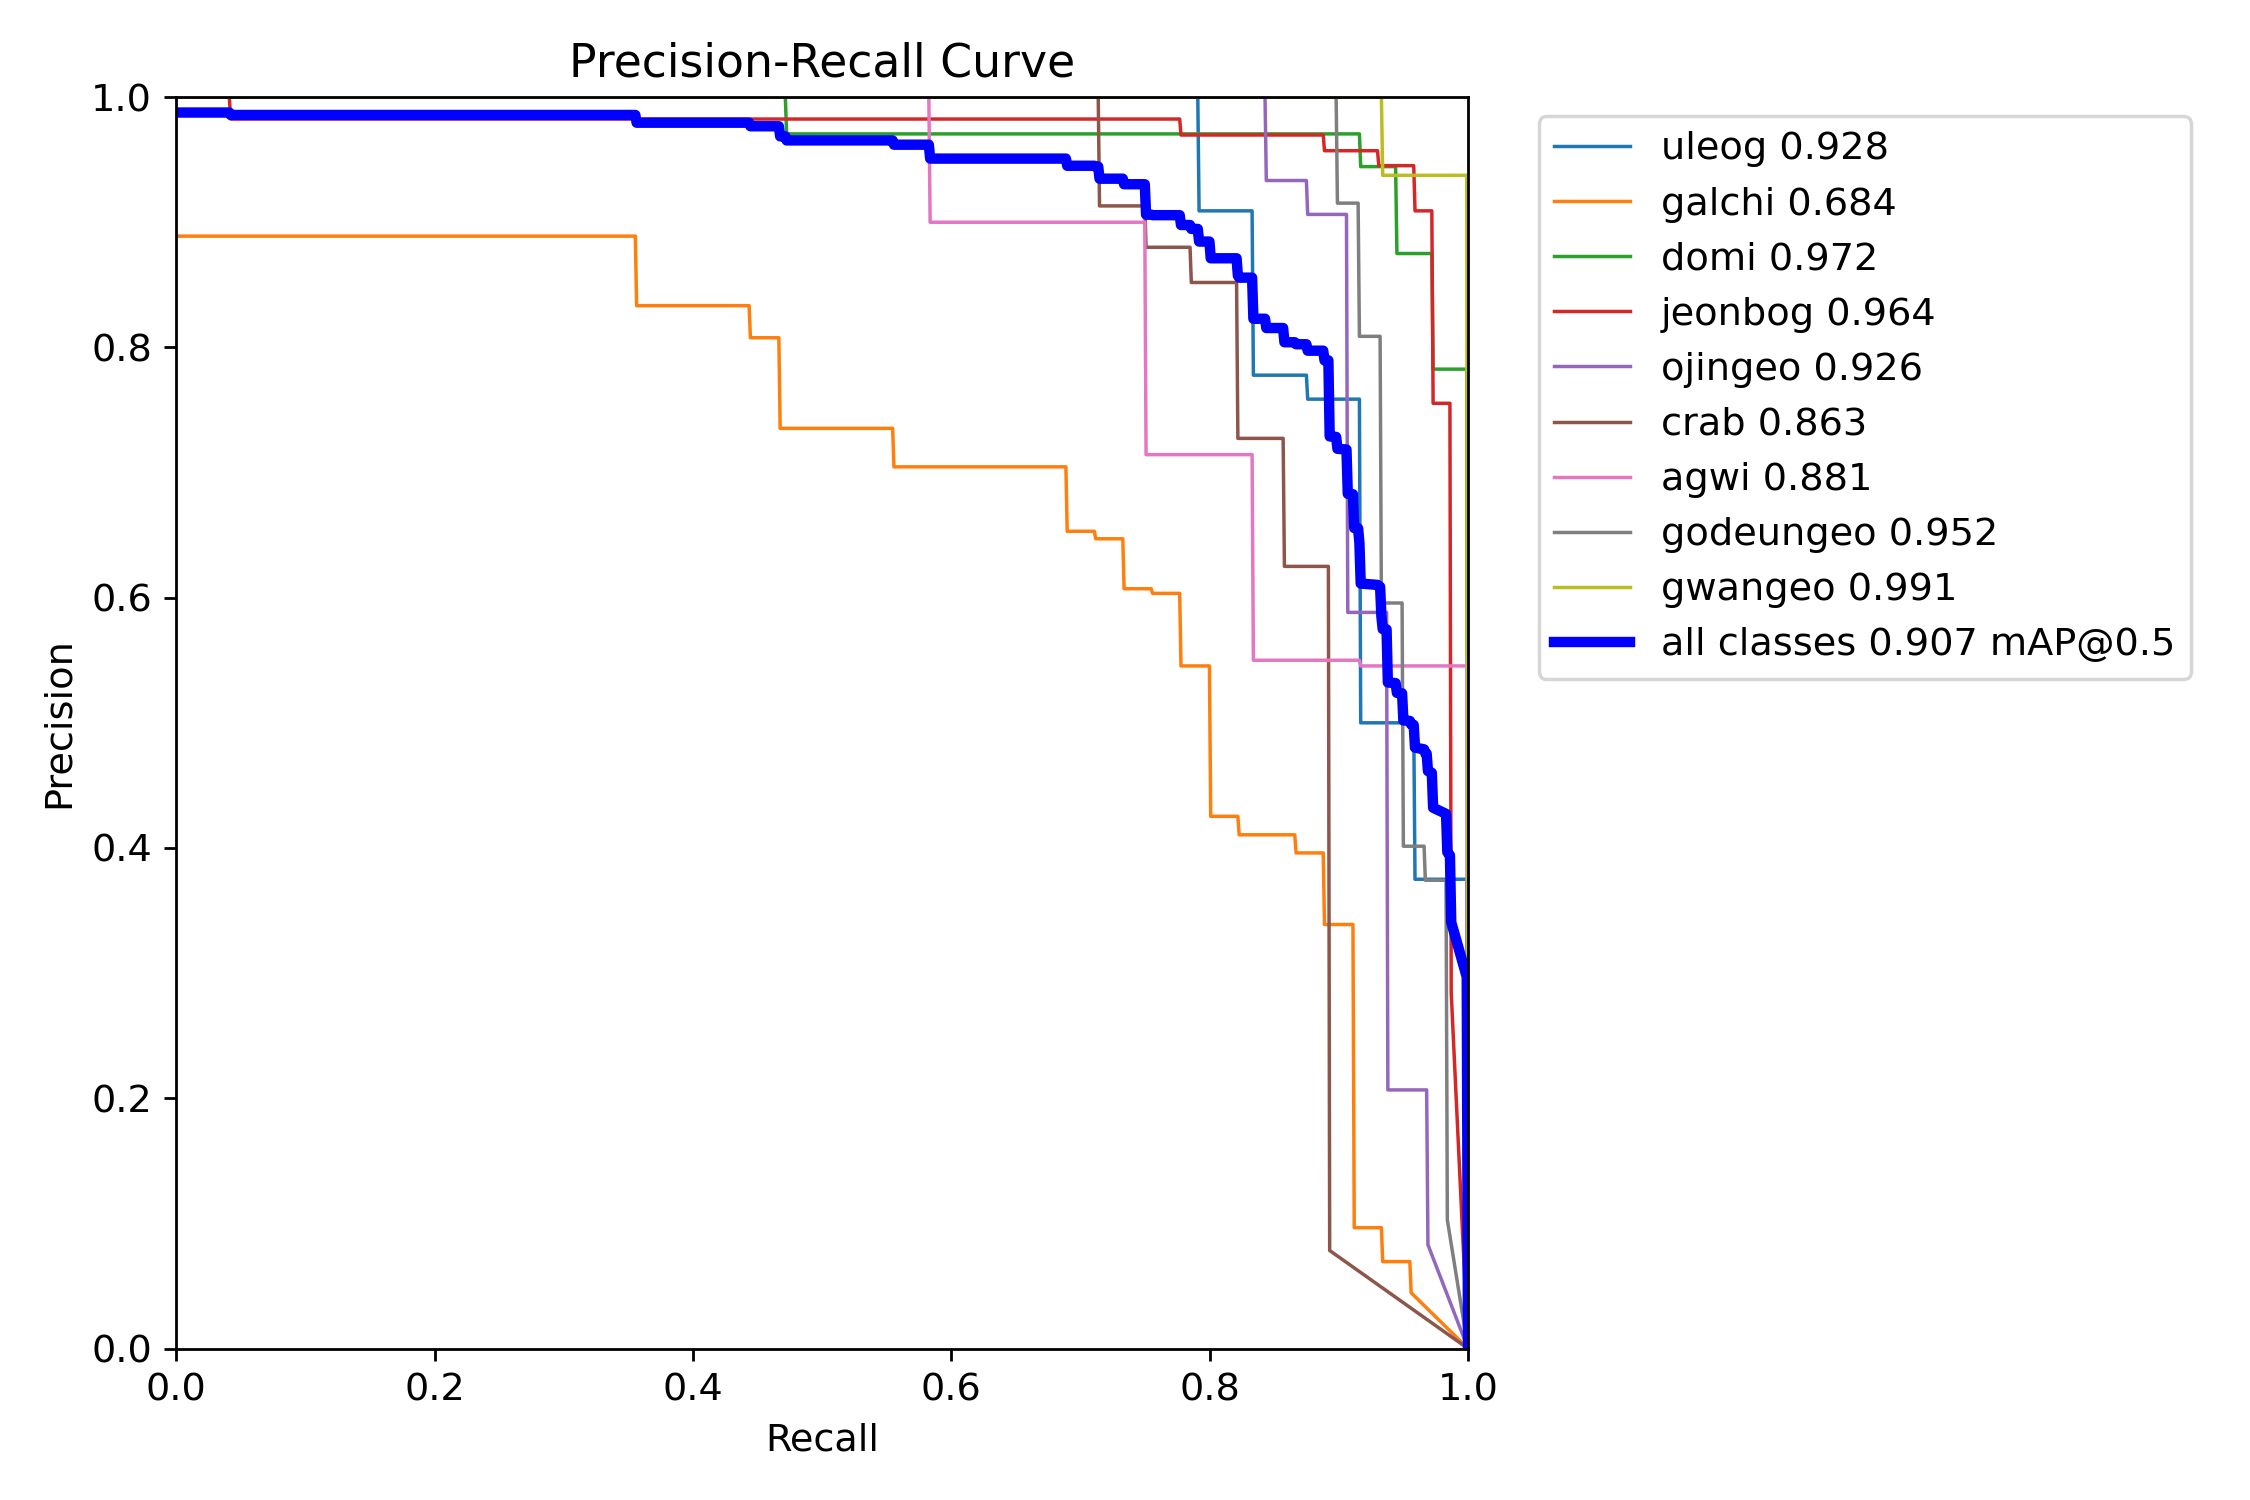 Precision-Recall Curve
1.0
0.8
0.6
0.4
0.2
0.0
Precision
0.0 0.2 0.4 0.6 0.8 1.0
Recall
uleog 0.928
galchi 0.684
domi 0.972
jeonbog 0.964
ojingeo 0.926
crab 0.863
agwi 0.881
godeungeo 0.952
gwangeo 0.991
all classes 0.907 mAP@0.5